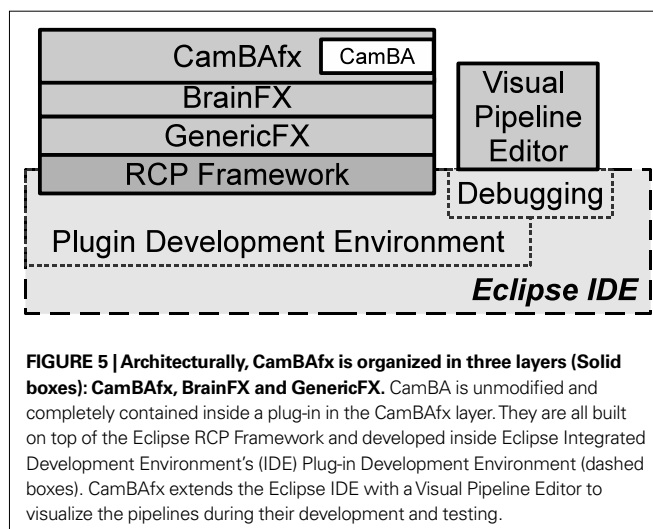 CamBAfx
CamBA
BrainFX
GenericFX
RCP Framework
Visual
Pipeline
Editor
Debugging
Plugin Development Environment
Eclipse IDE
FIGURE 5 | Architecturally, CamBAfx is organized in three layers (Solid
boxes): CamBAfx, BrainFX and GenericFX. CamBA is unmodified and
completely contained inside a plug-in in the CamBAfx layer. They are all built
on top of the Eclipse RCP Framework and developed inside Eclipse Integrated
Development Environment's (IDE) Plug-in Development Environment (dashed
boxes). CamBAfx extends the Eclipse IDE with a Visual Pipeline Editor to
visualize the pipelines during their development and testing.